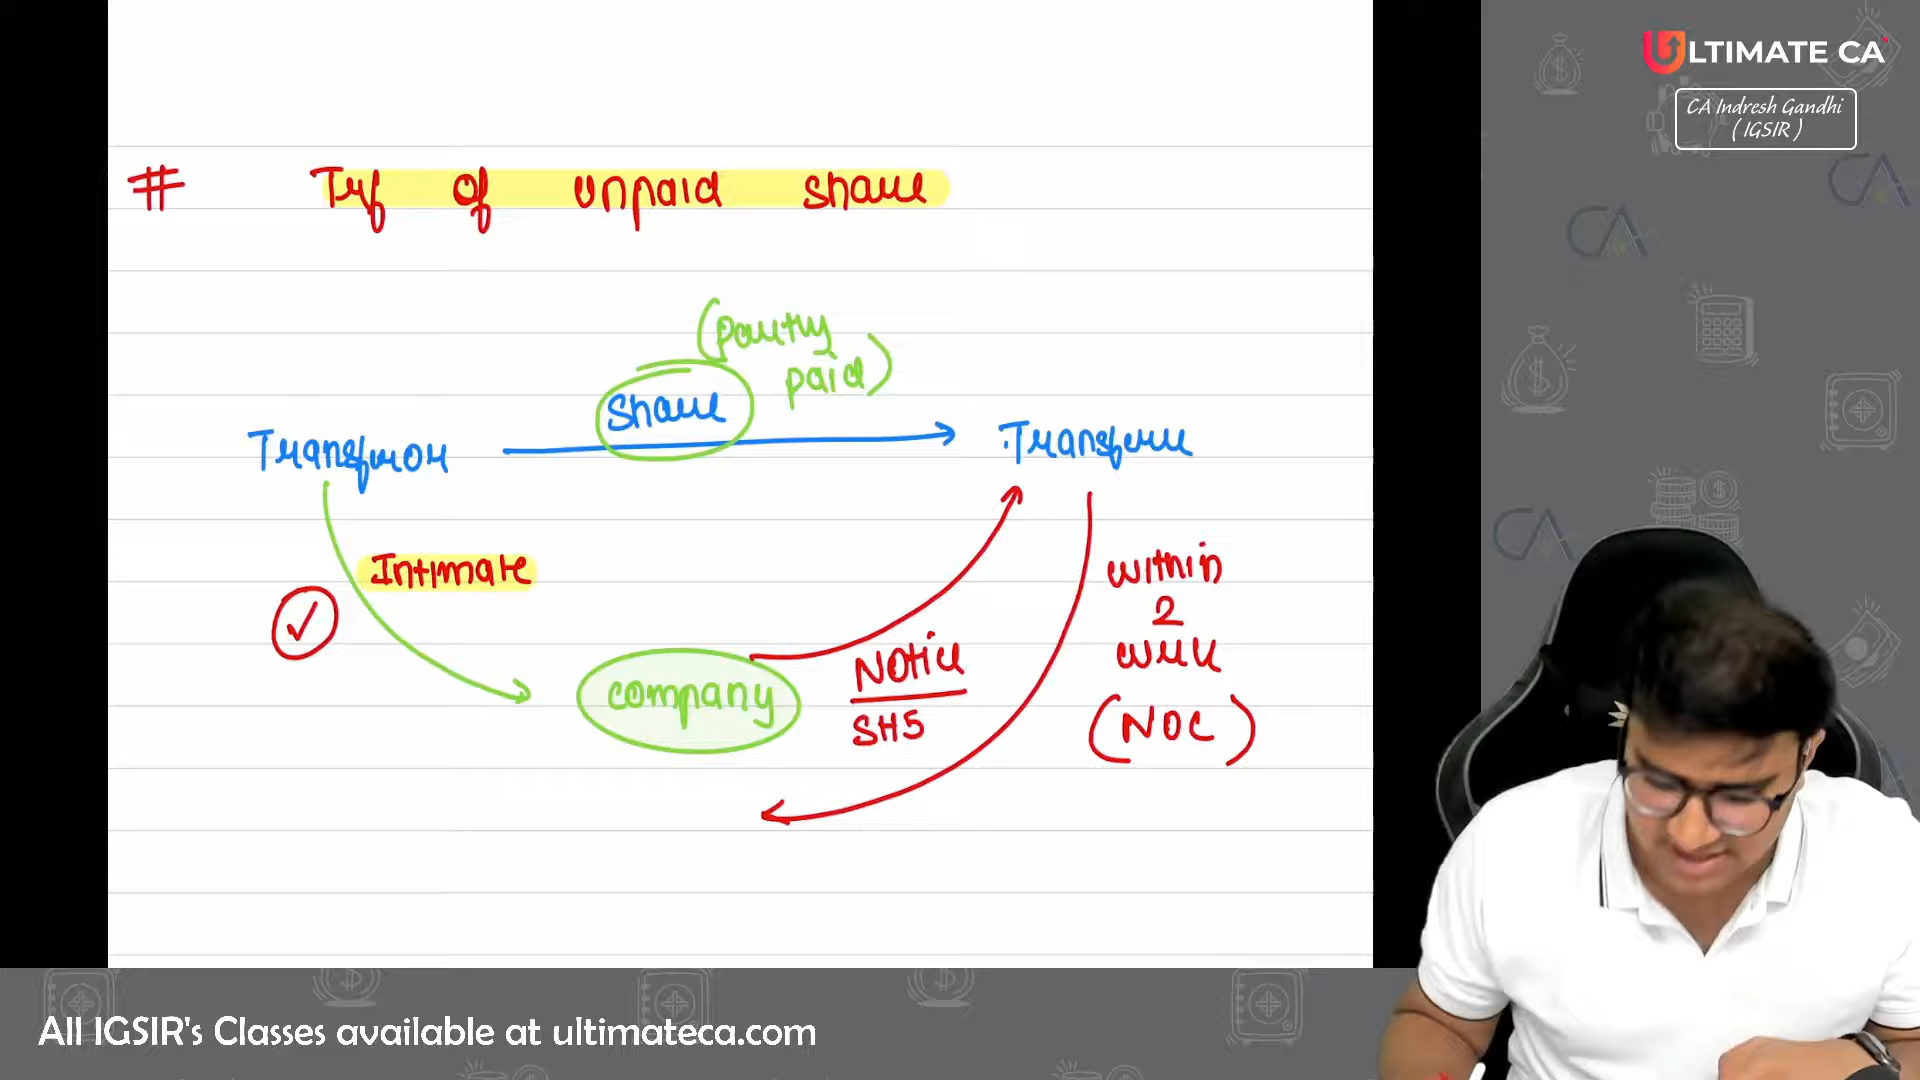 ULTIMATE CA
CA Indresh Gandhi
( IGSIR )
# Trf of unpaid share
(partly
paid)
share
Transferor
Transferee
Intimate
within
2
week
(NOC)
Notice
SH5
company
All IGSIR's Classes available at ultimateca.com